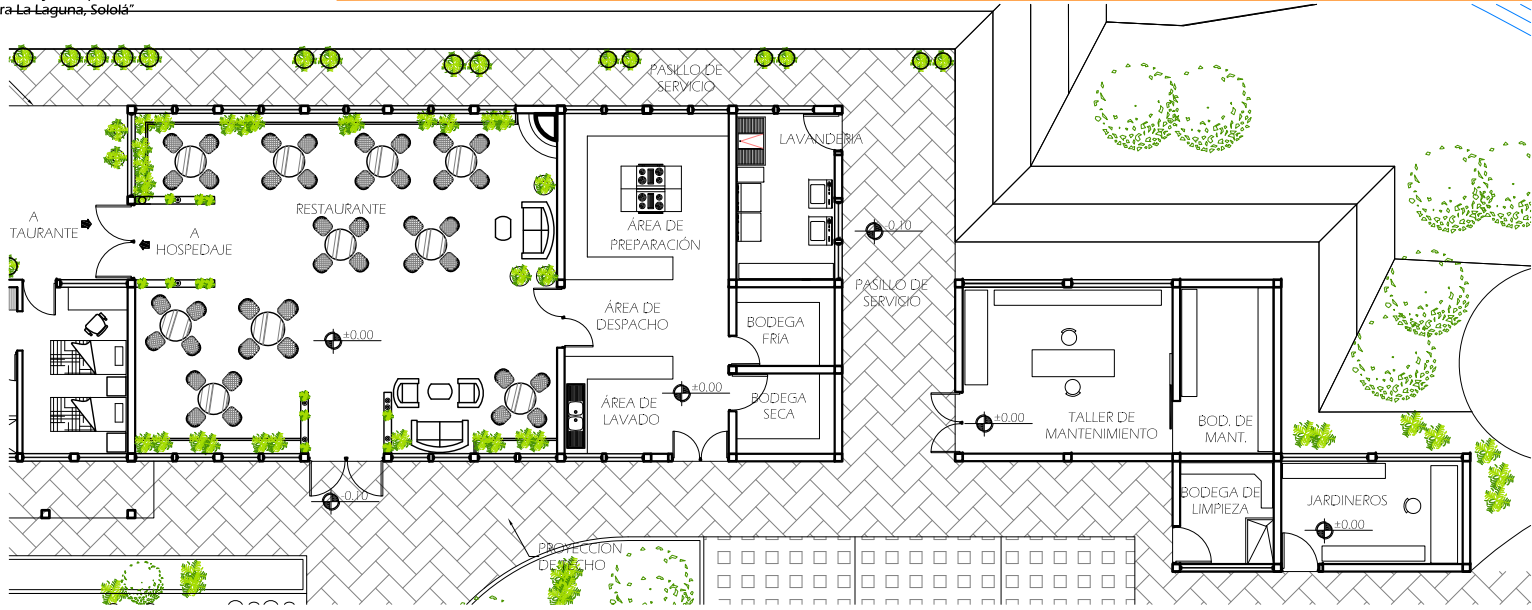 ra La Laguna, Sololá"
PASILLO DE
SERVICIO
LAVANDERIA
RESTAURANTE
A
TAURANTE
A
HOSPEDAJE
ÁREA DE
PREPARACIÓN
-0.10
PASILLO DE
SERVICIO
ÁREA DE
DESPACHO
BODEGA
FRIA
±0.00
±0.00
BODEGA
SECA
ÁREA DE
LAVADO
±0.00
TALLER DE
MANTENIMIENTO
BOD. DE
MANT.
-0.10
BODEGA DE
LIMPIEZA
JARDINEROS
±0.00
PROYECCION
DE TECHO